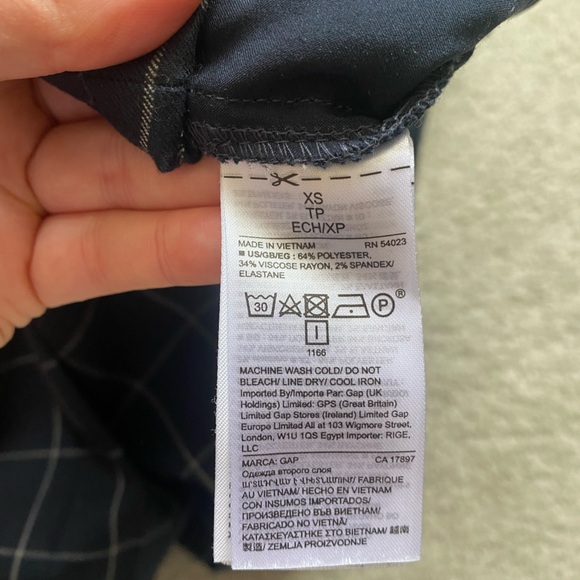 XS
TP
ECH/XP
MADE IN VIETNAM RN 54023
■ US/GB/EG : 64% POLYESTER,
34% VISCOSE RAYON, 2% SPANDEX/
ELASTANE
30 P ®
I
1166
MACHINE WASH COLD/ DO NOT
BLEACH/ LINE DRY/ COOL IRON
Imported By/Importe Par: Gap (UK
Holdings) Limited: GPS (Great Britain)
Limited Gap Stores (Ireland) Limited Gap
Europe Limited All at 103 Wigmore Street,
London, W1U 1QS Egypt Importer: RIGE,
LLC
MARCA: GAP CA 17897
Одежда второго слоя
FABRIQUE
AU VIETNAM/ HECHO EN VIETNAM
INSUMOS IMPORTADOS/
ПРОИЗВЕДЕНО ВЪВ ВИЕТНАМ/
FABRICADO NO VIETNÃ/
ΚΑΤΑΣΚΕΥΑΣΤΗΚΕ ΣΤΟ ΒΙΕΤΝΑΜ/ 越南
製造/ ZEMLJA PROIZVODNJE